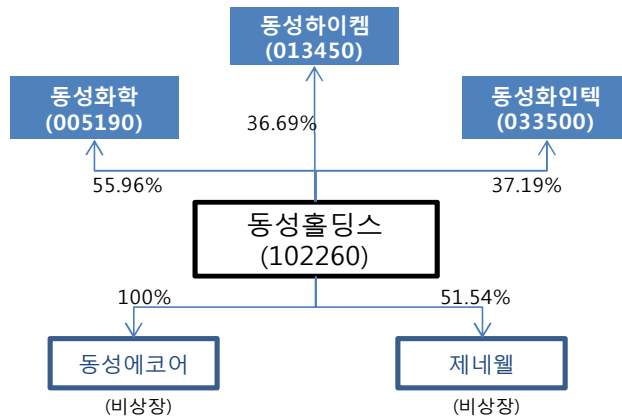 동성하이켐
(013450)
동성화학
(005190)
동성화인텍
(033500)
36.69%
55.96%
37.19%
동성홀딩스
(102260)
100%
51.54%
동성에코어
제네웰
(비상장)
(비상장)